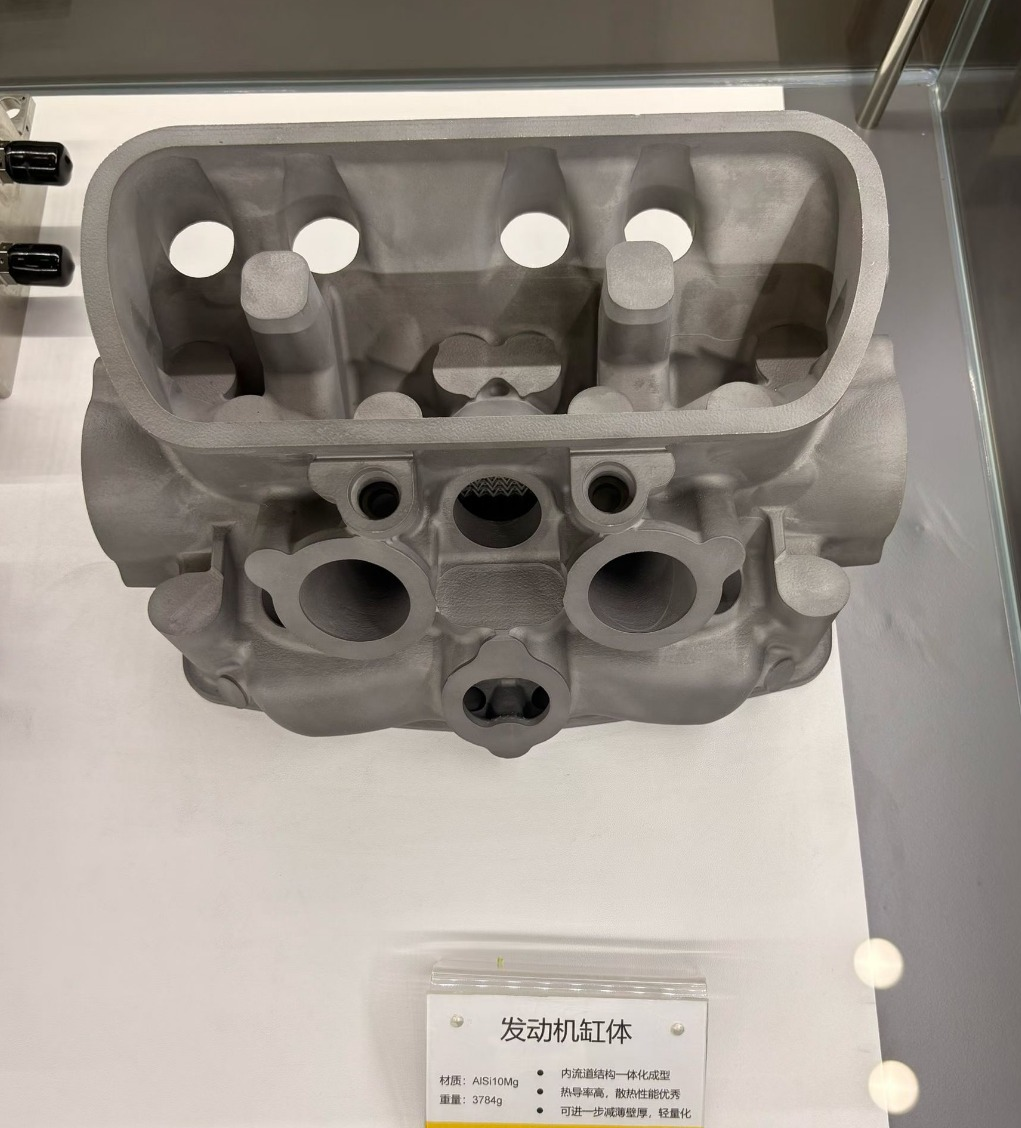 发动机缸体
材质：AlSi10Mg
重量：3784g
● 内流道结构一体化成型
● 热导率高，散热性能优秀
● 可进一步减薄壁厚，轻量化